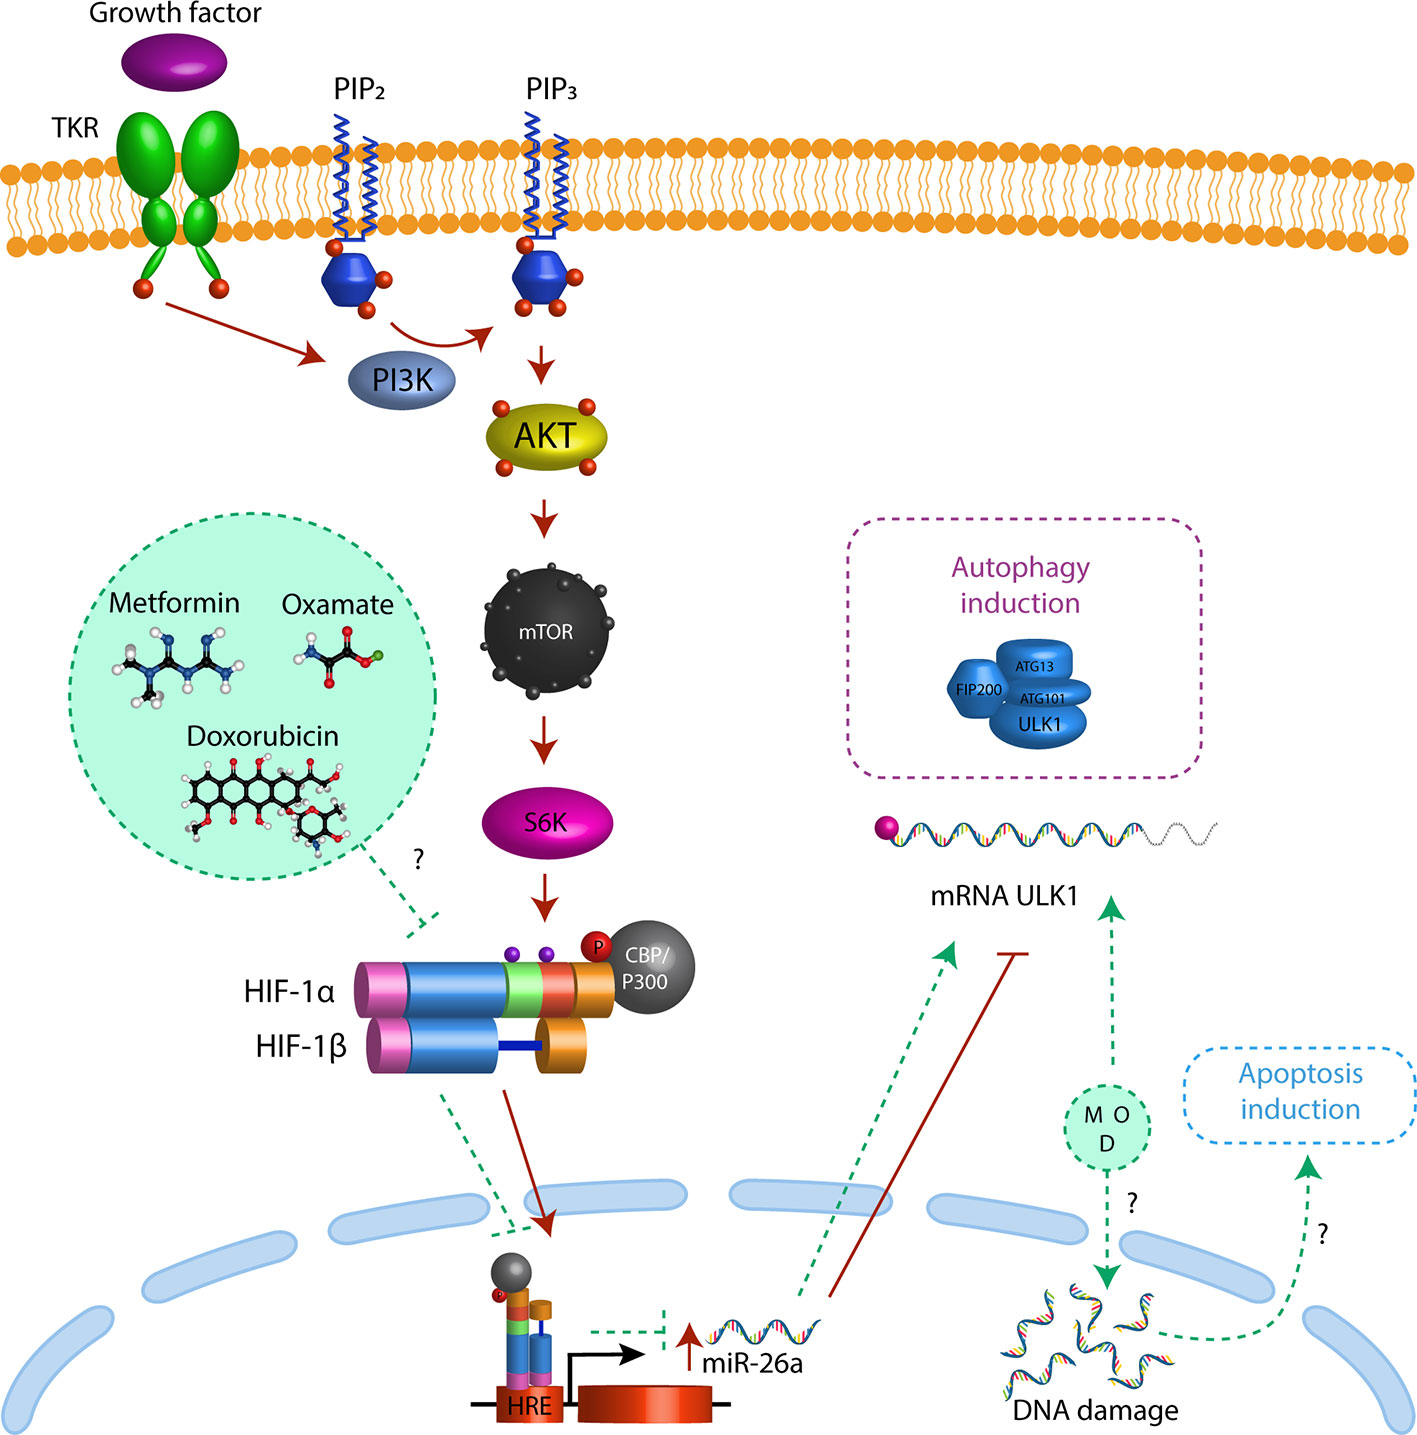 Growth factor
TKR
PIP₂
PIP₃
PI3K
AKT
mTOR
S6K
Metformin
Oxamate
Doxorubicin
?
P
CBP/
P300
HIF-1α
HIF-1β
Autophagy
induction
ATG13
FIP200
ATG101
ULK1
mRNA ULK1
M O
D
Apoptosis
induction
?
?
P
miR-26a
HRE
DNA damage